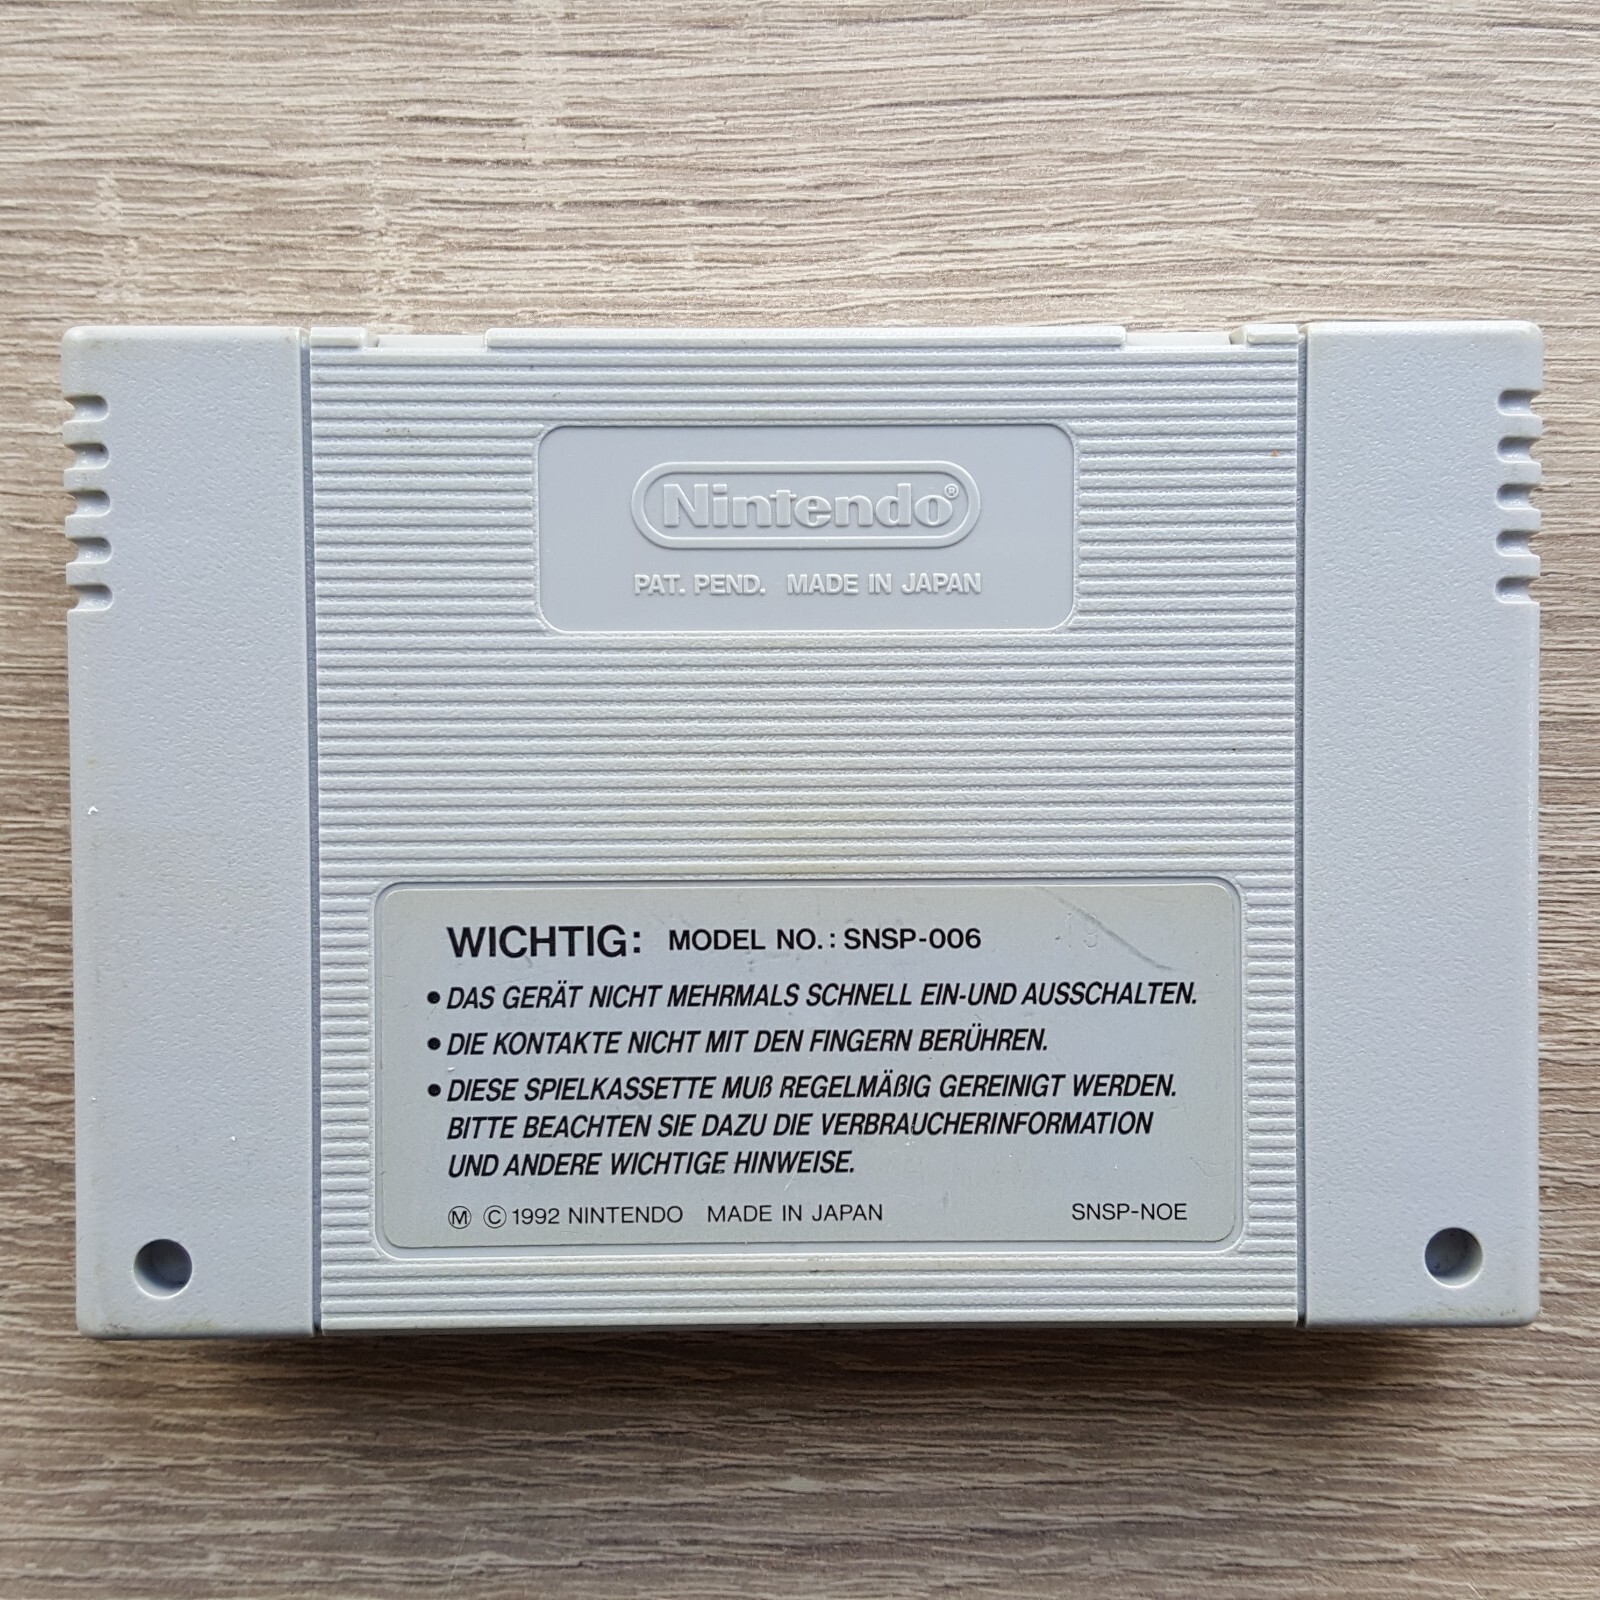 Nintendo®
PAT. PEND. MADE IN JAPAN
WICHTIG: MODEL NO.: SNSP-006
19
• DAS GERÄT NICHT MEHRMALS SCHNELL EIN-UND AUSSCHALTEN.
• DIE KONTAKTE NICHT MIT DEN FINGERN BERÜHREN.
• DIESE SPIELKASSETTE MUß REGELMÄßIG GEREINIGT WERDEN.
BITTE BEACHTEN SIE DAZU DIE VERBRAUCHERINFORMATION
UND ANDERE WICHTIGE HINWEISE.
Ⓜ © 1992 NINTENDO MADE IN JAPAN SNSP-NOE